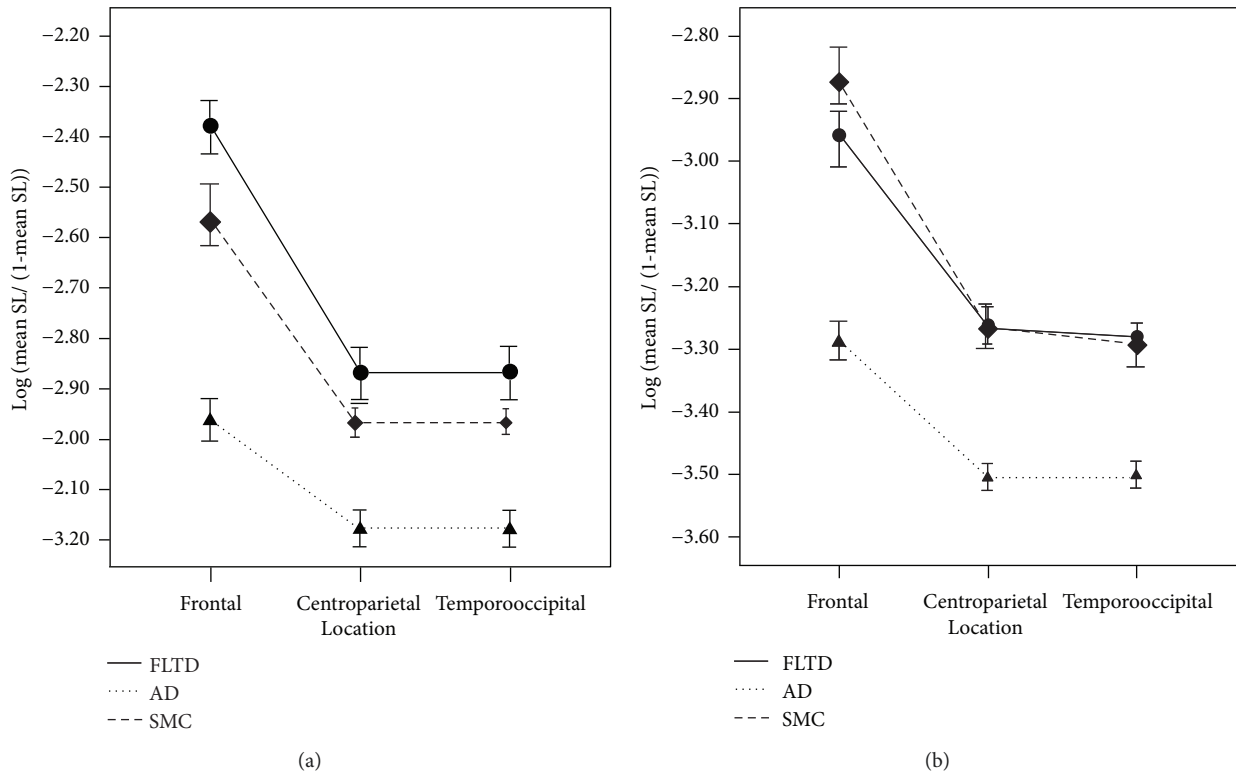 −2.20
−2.30
−2.40
−2.50
−2.60
−2.70
−2.80
−2.90
−2.00
−2.10
−3.20
Log (mean SL/ (1-mean SL))
Frontal Centroparietal Temporooccipital
Location
FLTD
AD
SMC
(a)
−2.80
−2.90
−3.00
−3.10
−3.20
−3.30
−3.40
−3.50
−3.60
Log (mean SL/ (1-mean SL))
Frontal Centroparietal Temporooccipital
Location
FLTD
AD
SMC
(b)